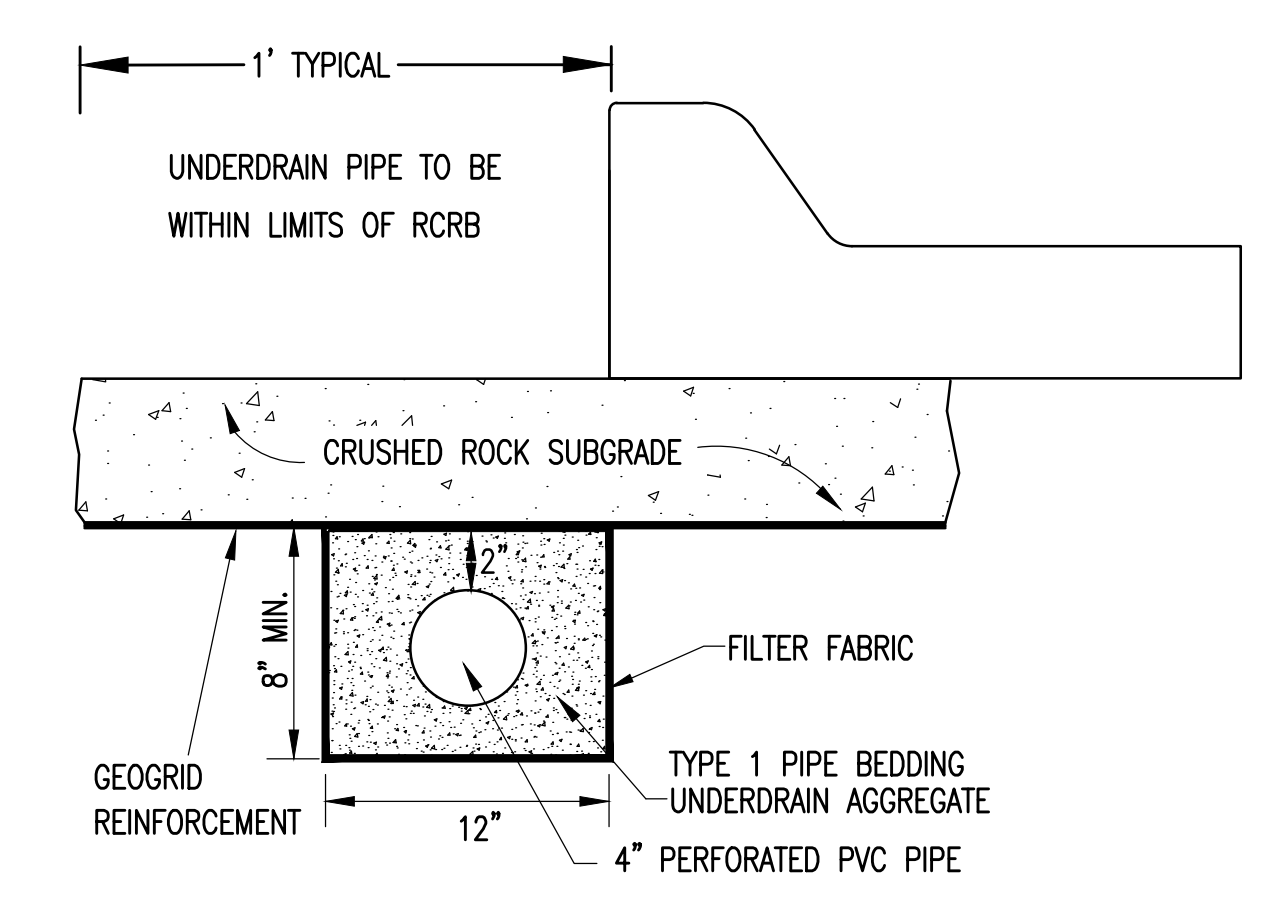 1' TYPICAL
UNDERDRAIN PIPE TO BE
WITHIN LIMITS OF RCRB
CRUSHED ROCK SUBGRADE
2"
8" MIN.
FILTER FABRIC
GEOGRID
REINFORCEMENT
TYPE 1 PIPE BEDDING
UNDERDRAIN AGGREGATE
12"
4" PERFORATED PVC PIPE